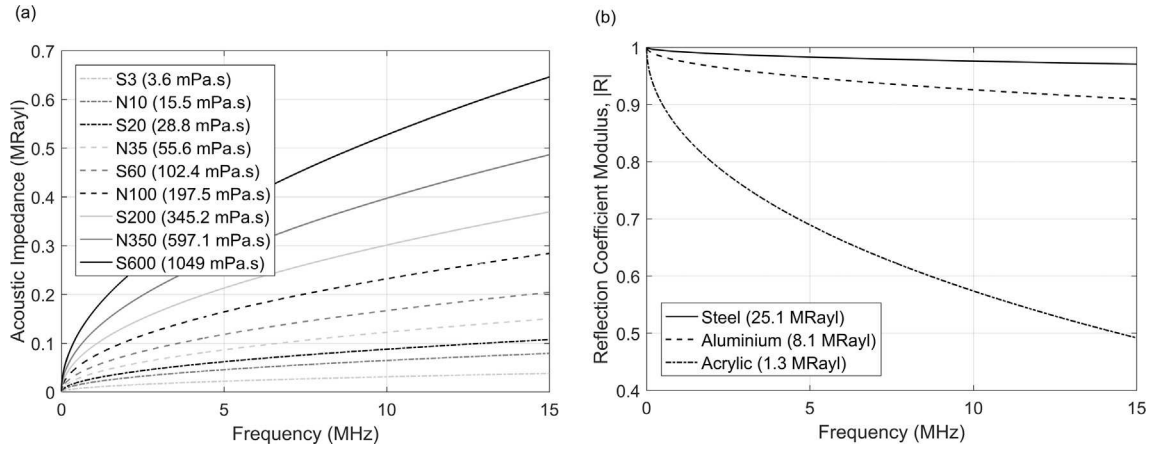 (a)
0.7
0.6
0.5
0.4
0.3
0.2
0.1
0
Acoustic Impedance (MRayl)
S3 (3.6 mPa.s)
N10 (15.5 mPa.s)
S20 (28.8 mPa.s)
N35 (55.6 mPa.s)
S60 (102.4 mPa.s)
N100 (197.5 mPa.s)
S200 (345.2 mPa.s)
N350 (597.1 mPa.s)
S600 (1049 mPa.s)
0 5 10 15
Frequency (MHz)
(b)
1
0.9
0.8
0.7
0.6
0.5
0.4
Reflection Coefficient Modulus, |R|
Steel (25.1 MRayl)
Aluminium (8.1 MRayl)
Acrylic (1.3 MRayl)
0 5 10 15
Frequency (MHz)